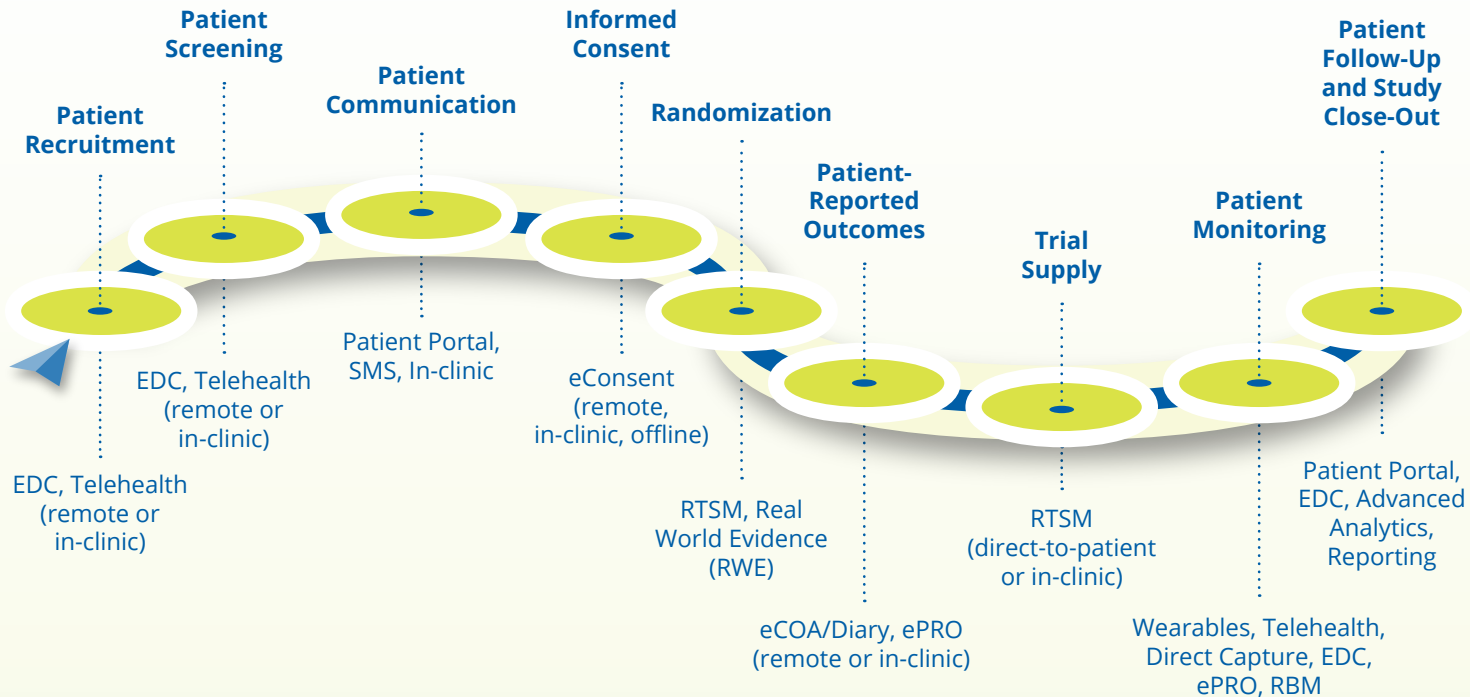 Patient
Recruitment
EDC, Telehealth
(remote or
in-clinic)
Patient
Screening
EDC, Telehealth
(remote or
in-clinic)
Patient
Communication
Patient Portal,
SMS, In-clinic
Informed
Consent
eConsent
(remote,
in-clinic, offline)
Randomization
RTSM, Real
World Evidence
(RWE)
Patient-
Reported
Outcomes
eCOA/Diary, ePRO
(remote or in-clinic)
Trial
Supply
RTSM
(direct-to-patient
or in-clinic)
Patient
Monitoring
Wearables, Telehealth,
Direct Capture, EDC,
ePRO, RBM
Patient
Follow-Up
and Study
Close-Out
Patient Portal,
EDC, Advanced
Analytics,
Reporting